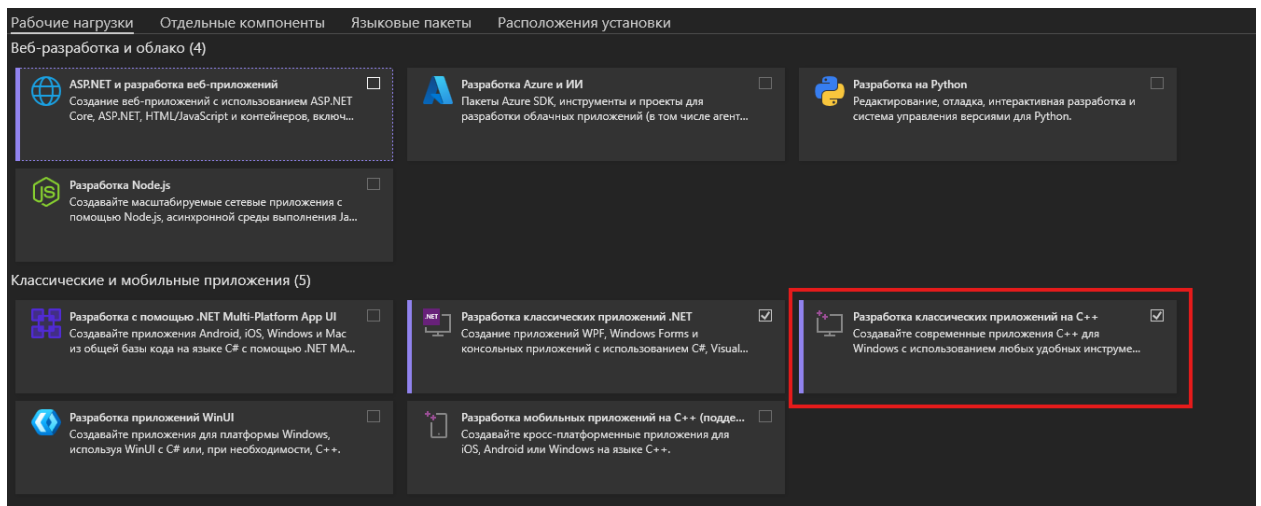 Рабочие нагрузки Отдельные компоненты Языковые пакеты Расположения установки
Веб-разработка и облако (4)
ASP.NET и разработка веб-приложений
Создание веб-приложений с использованием ASP.NET
Core, ASP.NET, HTML/JavaScript и контейнеров, включ...
Разработка Azure и ИИ
Пакеты Azure SDK, инструменты и проекты для
разработки облачных приложений (в том числе агент...
Разработка на Python
Редактирование, отладка, интерактивная разработка и
система управления версиями для Python.
JS
Разработка Node.js
Создавайте масштабируемые сетевые приложения с
помощью Node.js, асинхронной среды выполнения Ja...
Классические и мобильные приложения (5)
Разработка с помощью .NET Multi-Platform App UI
Создавайте приложения Android, iOS, Windows и Mac
из общей базы кода на языке C# с помощью .NET MA...
.NET
Разработка классических приложений .NET
Создание приложений WPF, Windows Forms и
консольных приложений с использованием C#, Visual...
Разработка классических приложений на C++
Создавайте современные приложения C++ для
Windows с использованием любых удобных инструме...
Разработка приложений WinUI
Создавайте приложения для платформы Windows,
используя WinUI с C# или, при необходимости, C++.
Разработка мобильных приложений на C++ (подде...
Создавайте кросс-платформенные приложения для
iOS, Android или Windows на языке C++.